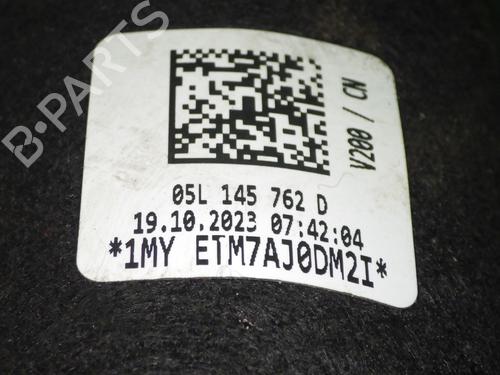 B-PARTS
V200 / CN
05L 145 762 D
19.10.2023 07:42:04
*1MY ETM7AJ0DM2I*